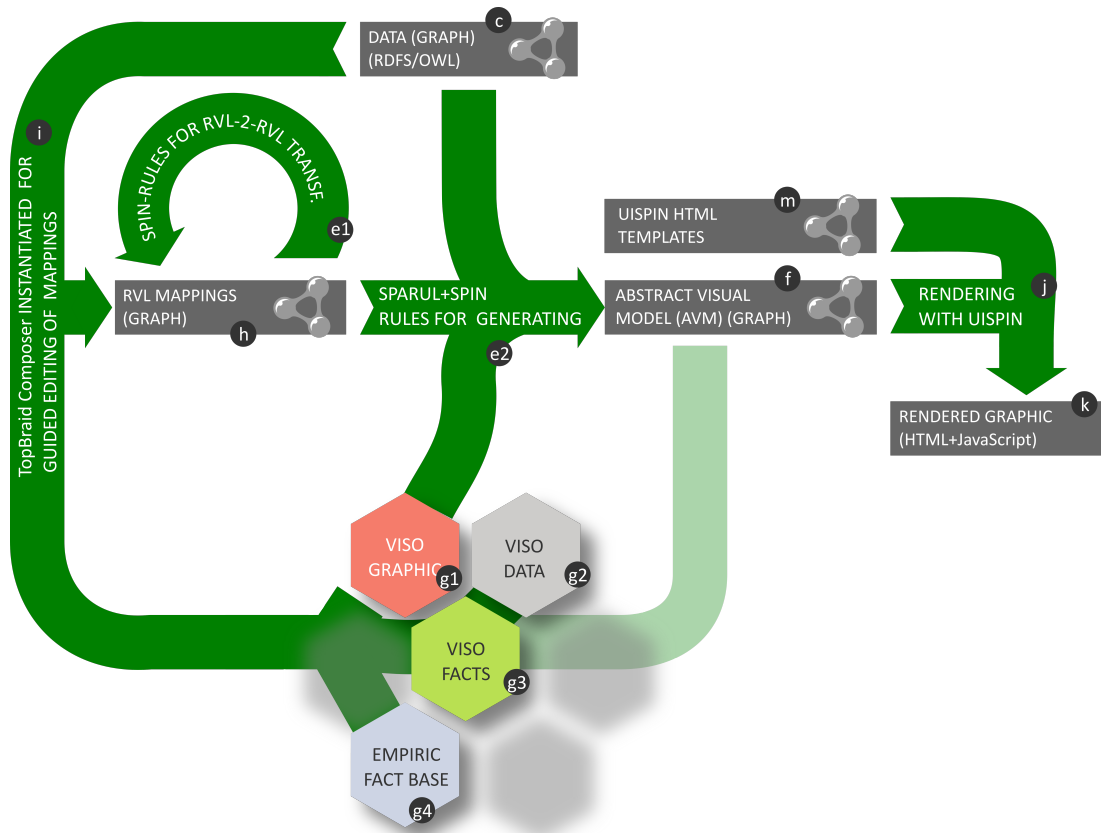 c
DATA (GRAPH)
(RDFS/OWL)
i
TopBraid Composer INSTANTIATED FOR
GUIDED EDITING OF MAPPINGS
SPIN-RULES FOR RVL-2-RVL TRANSF.
e1
m
UISPIN HTML
TEMPLATES
RVL MAPPINGS
(GRAPH)
h
SPARUL+SPIN
RULES FOR GENERATING
e2
f
ABSTRACT VISUAL
MODEL (AVM) (GRAPH)
j
RENDERING
WITH UISPIN
k
RENDERED GRAPHIC
(HTML+JavaScript)
VISO
GRAPHIC
g1
VISO
DATA
g2
VISO
FACTS
g3
EMPIRIC
FACT BASE
g4